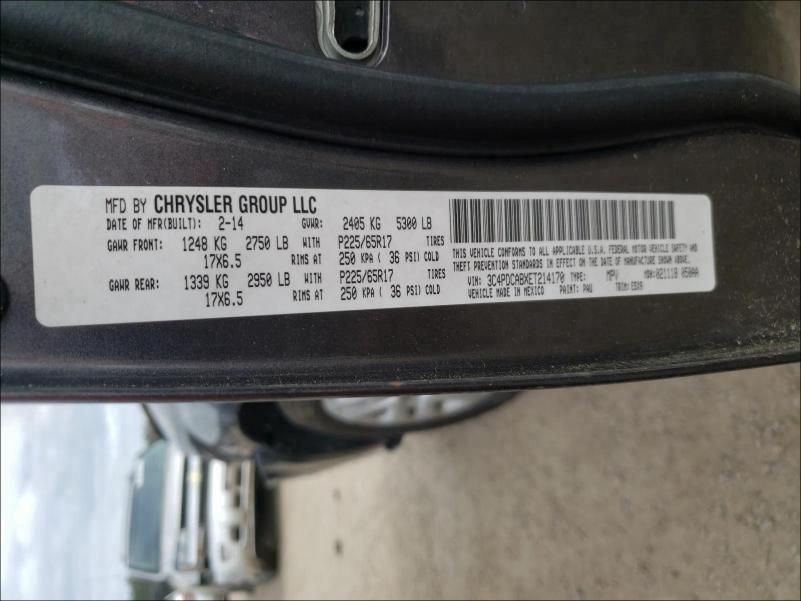 MFD BY CHRYSLER GROUP LLC
DATE OF MFR(BUILT): 2-14 GVWR: 2405 KG 5300 LB
GAWR FRONT: 1248 KG 2750 LB WITH P225/65R17 TIRES
17X6.5 RIMS AT 250 KPA ( 36 PSI) COLD
GAWR REAR: 1339 KG 2950 LB WITH P225/65R17 TIRES
17X6.5 RIMS AT 250 KPA ( 36 PSI) COLD
THIS VEHICLE CONFORMS TO ALL APPLICABLE U.S.A. FEDERAL MOTOR VEHICLE SAFETY AND
THEFT PREVENTION STANDARDS IN EFFECT ON THE DATE OF MANUFACTURE SHOWN ABOVE.
VIN: 3C4PDCABXET214170 TYPE: MPV MDH: 021118 050AA
VEHICLE MADE IN MEXICO PAINT: PAU TRIM: